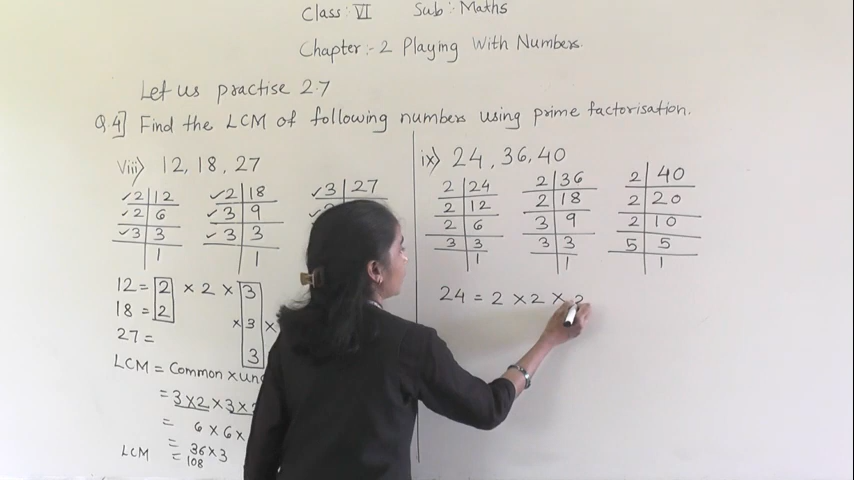 Class:- VI Sub:- Maths
Chapter:- 2 Playing With Numbers.
Let us practise 2.7
Q.4] Find the LCM of following numbers using prime factorisation.
viii) 12, 18, 27
✓2 | 12
✓2 | 6
✓3 | 3
1
✓2 | 18
✓3 | 9
✓3 | 3
1
✓3 | 27
12 = 2 × 2 × 3
18 = 2 × 3 ×
27 = 3
LCM = Common ×
= 3×2 × 3×
= 6 × 6 ×
= 36 × 3
LCM = 108
ix) 24, 36, 40
2 | 24
2 | 12
2 | 6
3 | 3
1
2 | 36
2 | 18
3 | 9
3 | 3
1
2 | 40
2 | 20
2 | 10
5 | 5
1
24 = 2 × 2 × 2